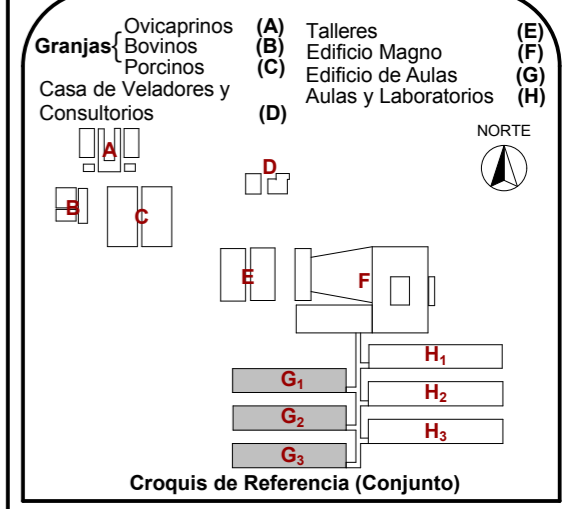 Granjas{ Ovicaprinos (A)
Bovinos (B)
Porcinos (C)
Casa de Veladores y
Consultorios (D)
Talleres (E)
Edificio Magno (F)
Edificio de Aulas (G)
Aulas y Laboratorios (H)
NORTE
A
D
B
C
E
F
H₁
G₁
H₂
G₂
H₃
G₃
Croquis de Referencia (Conjunto)